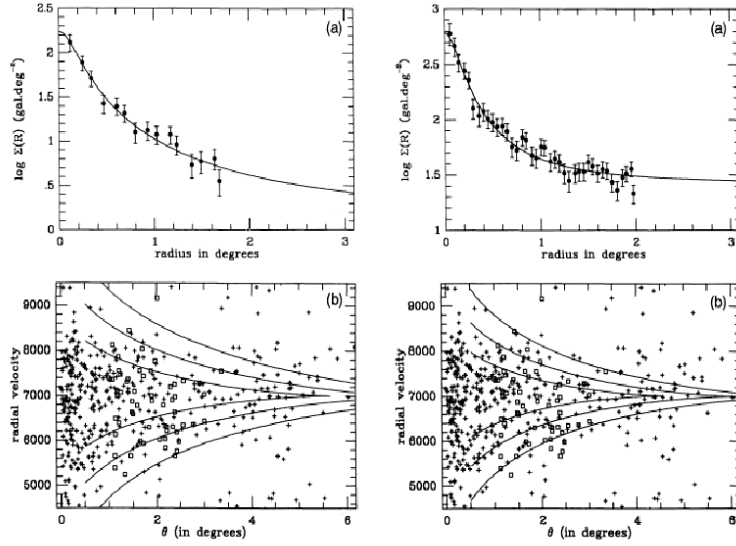 (a)
log Σ(R) (gal.deg⁻²)
2.5
2
1.5
1
.5
0
0 1 2 3
radius in degrees
(a)
log Σ(R) (gal.deg⁻²)
3
2.5
2
1.5
1
0 1 2 3
radius in degrees
(b)
radial velocity
9000
8000
7000
6000
5000
0 2 4 6
θ (in degrees)
(b)
radial velocity
9000
8000
7000
6000
5000
0 2 4 6
θ (in degrees)